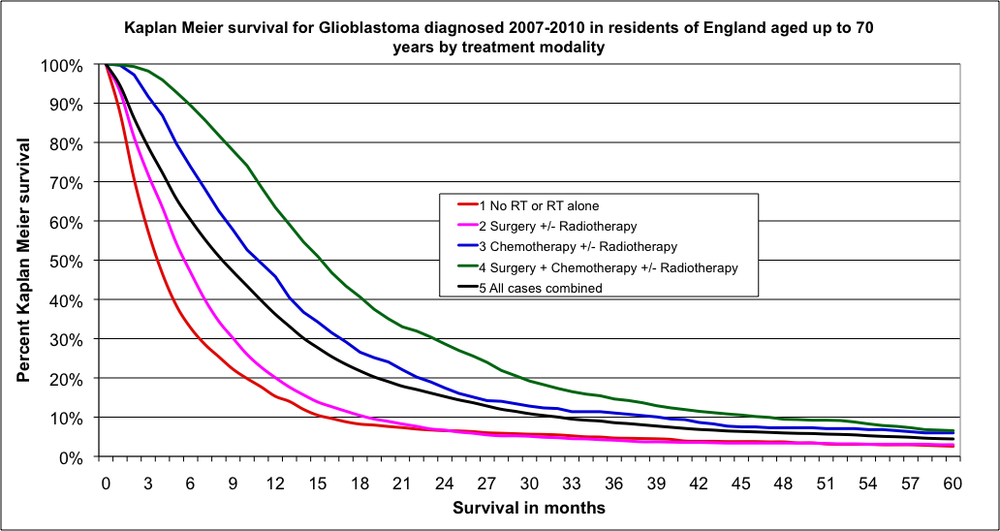 Kaplan Meier survival for Glioblastoma diagnosed 2007-2010 in residents of England aged up to 70
years by treatment modality
100%
90%
80%
70%
60%
50%
40%
30%
20%
10%
0%
Percent Kaplan Meier survival
1 No RT or RT alone
2 Surgery +/- Radiotherapy
3 Chemotherapy +/- Radiotherapy
4 Surgery + Chemotherapy +/- Radiotherapy
5 All cases combined
0 3 6 9 12 15 18 21 24 27 30 33 36 39 42 45 48 51 54 57 60
Survival in months